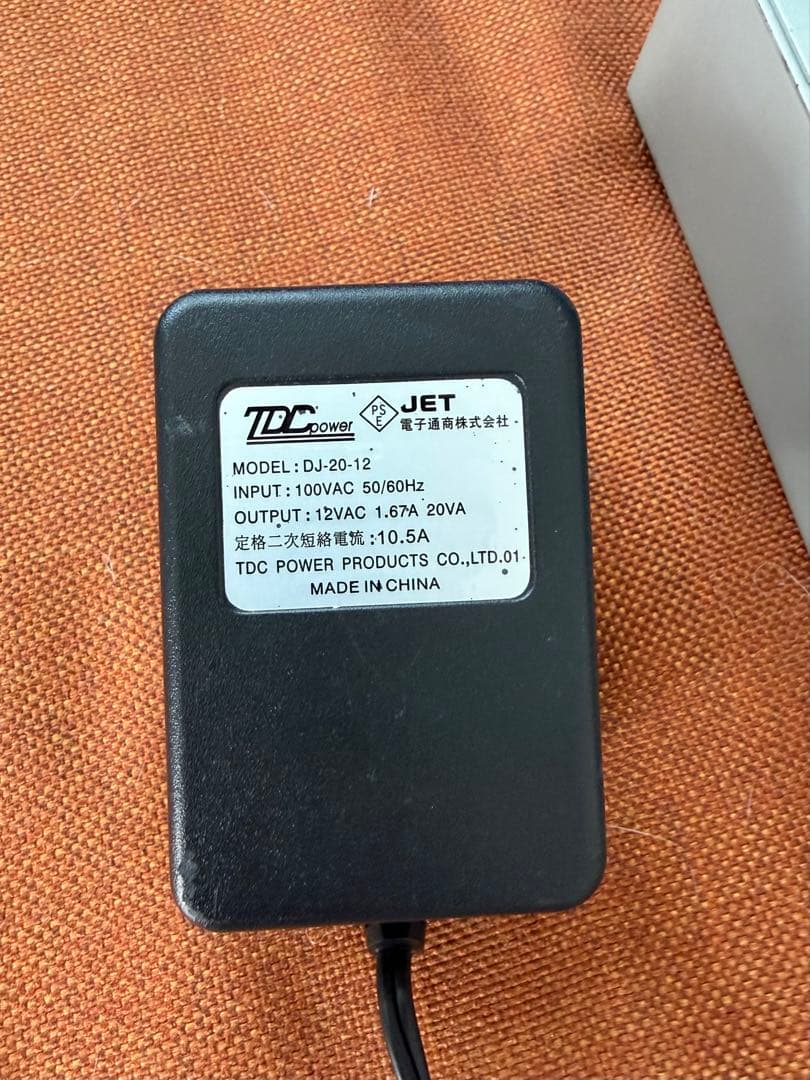 TDC power PSE JET
電子通商株式会社
MODEL : DJ-20-12
INPUT : 100VAC 50/60Hz
OUTPUT : 12VAC 1.67A 20VA
定格二次短絡電流 : 10.5A
TDC POWER PRODUCTS CO.,LTD.01
MADE IN CHINA